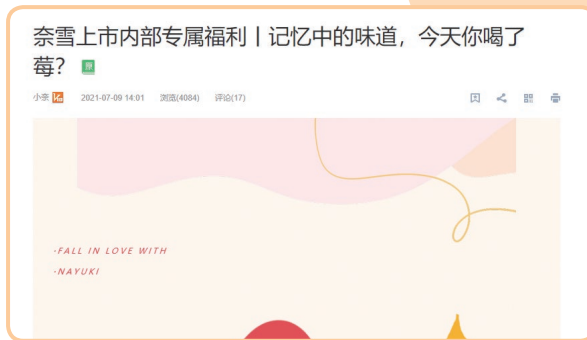 奈雪上市内部专属福利丨记忆中的味道，今天你喝了
莓？
小奈 2021-07-09 14:01 浏览(4084) 评论(17)
·FALL IN LOVE WITH
·NAYUKI